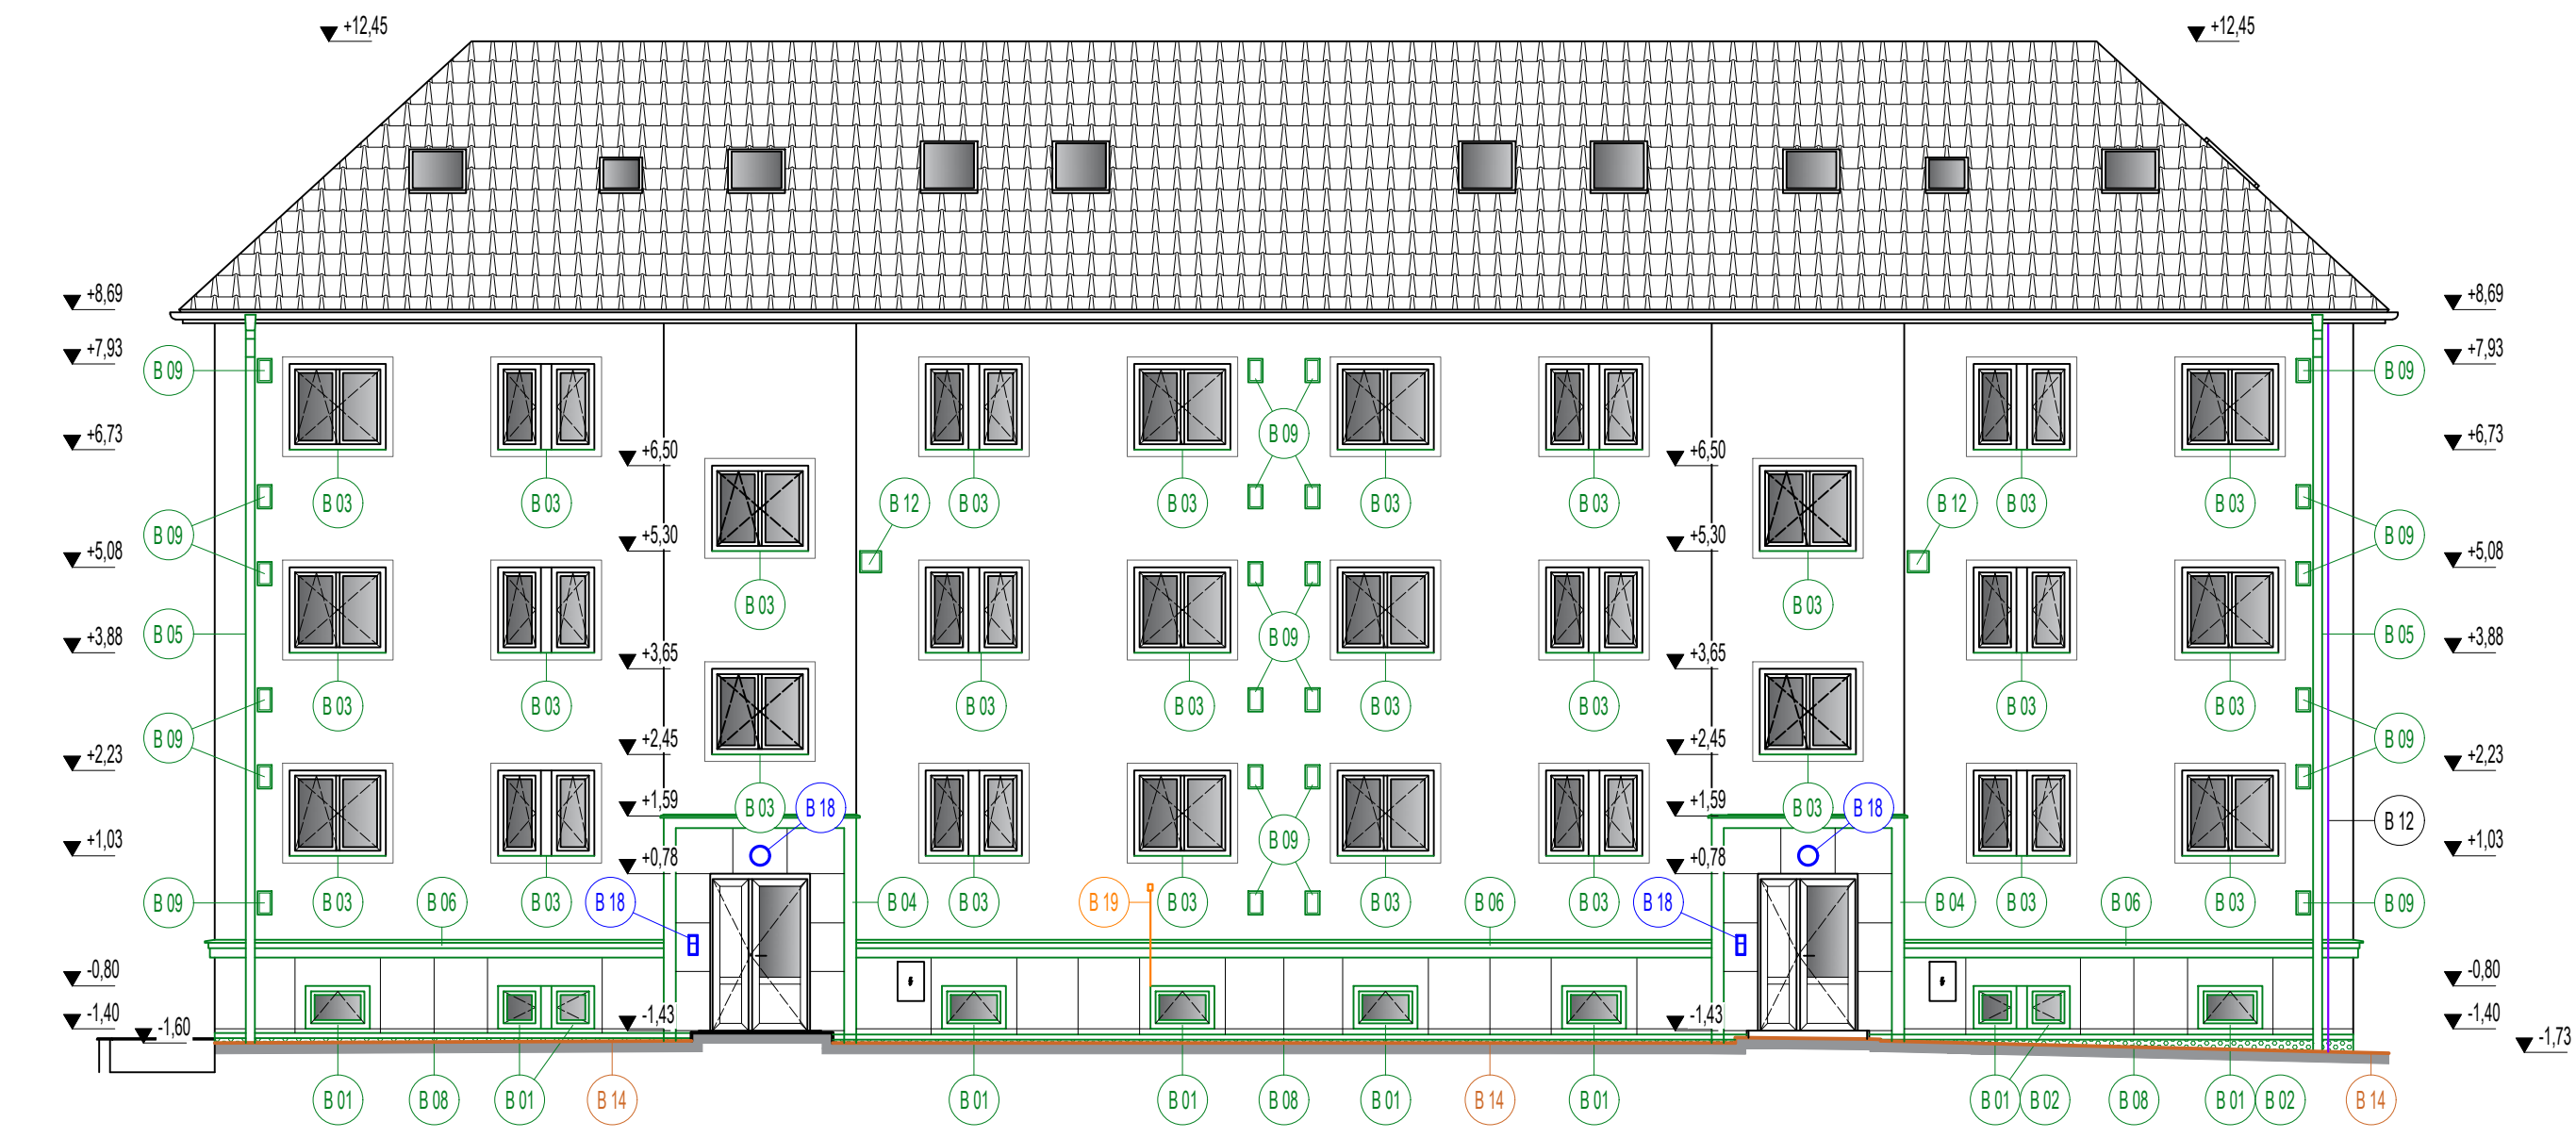 +12,45 +12,45
+8,69 +8,69
+7,93 +7,93
B 09 B 09
+6,73 B 09 +6,73
+6,50 +6,50
B 03 B 03 B 12 B 03 B 03 B 03 B 03 B 12 B 03 B 03
B 09 +5,30 +5,30 B 09
+5,08 +5,08
B 03 B 03
B 05 +3,88 B 09 +3,88 B 05
+3,65 +3,65
B 03 B 03 B 03 B 03 B 03 B 03 B 03 B 03
B 09 +2,45 +2,45 B 09
+2,23 +2,23
+1,59 B 03 B 18 +1,59 B 03 B 18
B 12
+1,03 B 09 +1,03
+0,78 +0,78
B 09 B 03 B 06 B 03 B 18 B 04 B 03 B 19 B 03 B 03 B 06 B 03 B 18 B 04 B 03 B 06 B 03 B 09
-0,80 -0,80
-1,40 -1,43 -1,43 -1,40
-1,60 -1,73
B 01 B 08 B 01 B 14 B 01 B 01 B 08 B 01 B 14 B 01 B 01 B 02 B 08 B 01 B 02 B 14